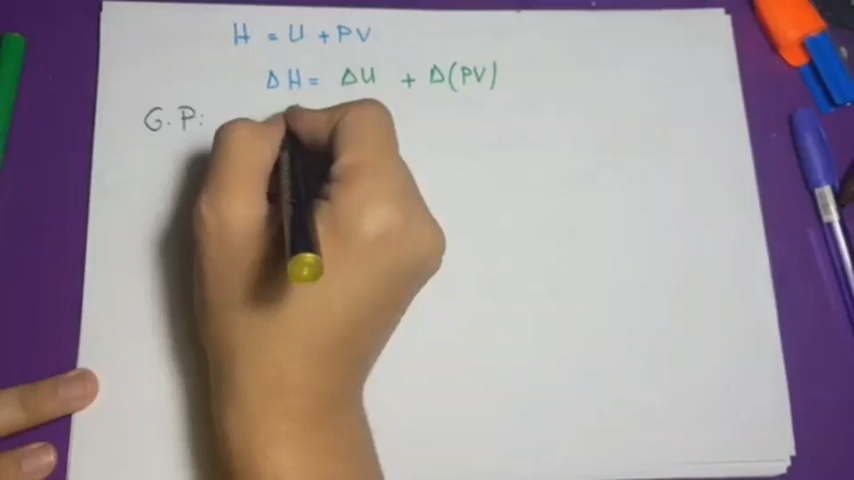 H = U + PV
ΔH = ΔU + Δ(PV)
G.P: